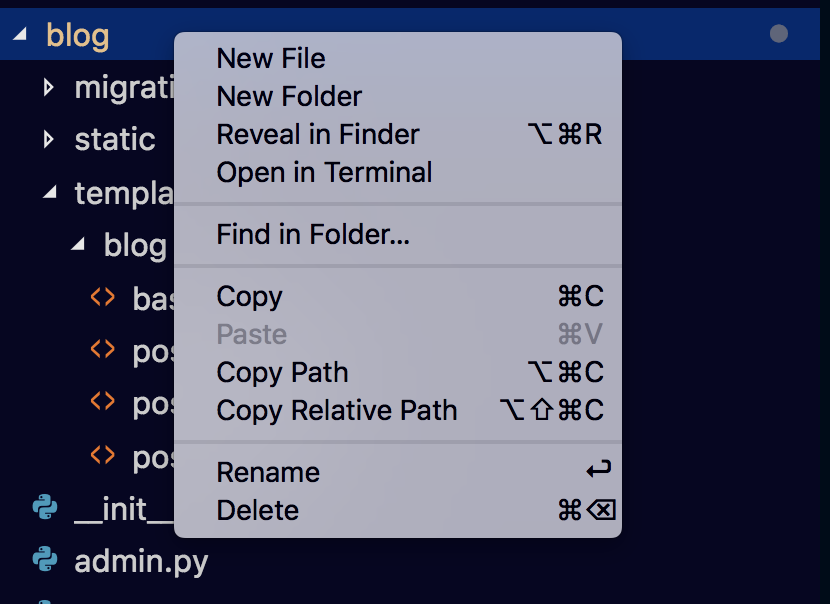 blog
New File
New Folder
Reveal in Finder ⌥⌘R
Open in Terminal
Find in Folder...
Copy ⌘C
Paste ⌘V
Copy Path ⌥⌘C
Copy Relative Path ⌥⇧⌘C
Rename ↩
Delete ⌘⌫
migrati
static
templa
blog
bas
pos
pos
pos
__init__
admin.py